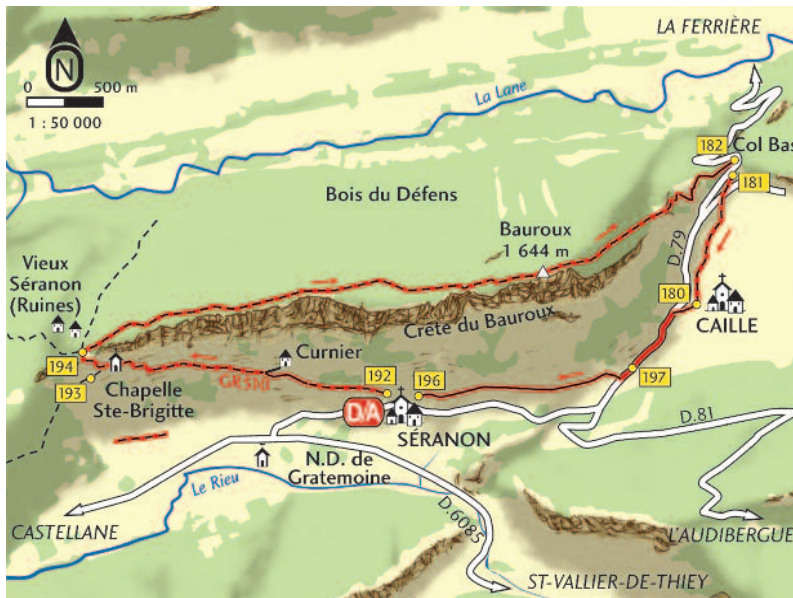 LA FERRIÈRE
N
0 500 m
1 : 50 000
La Lane
182
Col Bas
181
Bois du Défens
Bauroux
1 644 m
D.79
Vieux
Séranon
(Ruines)
180
CAILLE
Crête du Bauroux
Curnier
194
193
Chapelle
Ste-Brigitte
192
196
197
D/A
SÉRANON
D.81
N.D. de
Gratemoine
Le Rieu
D.6085
CASTELLANE
L'AUDIBERGUE
ST-VALLIER-DE-THIEY